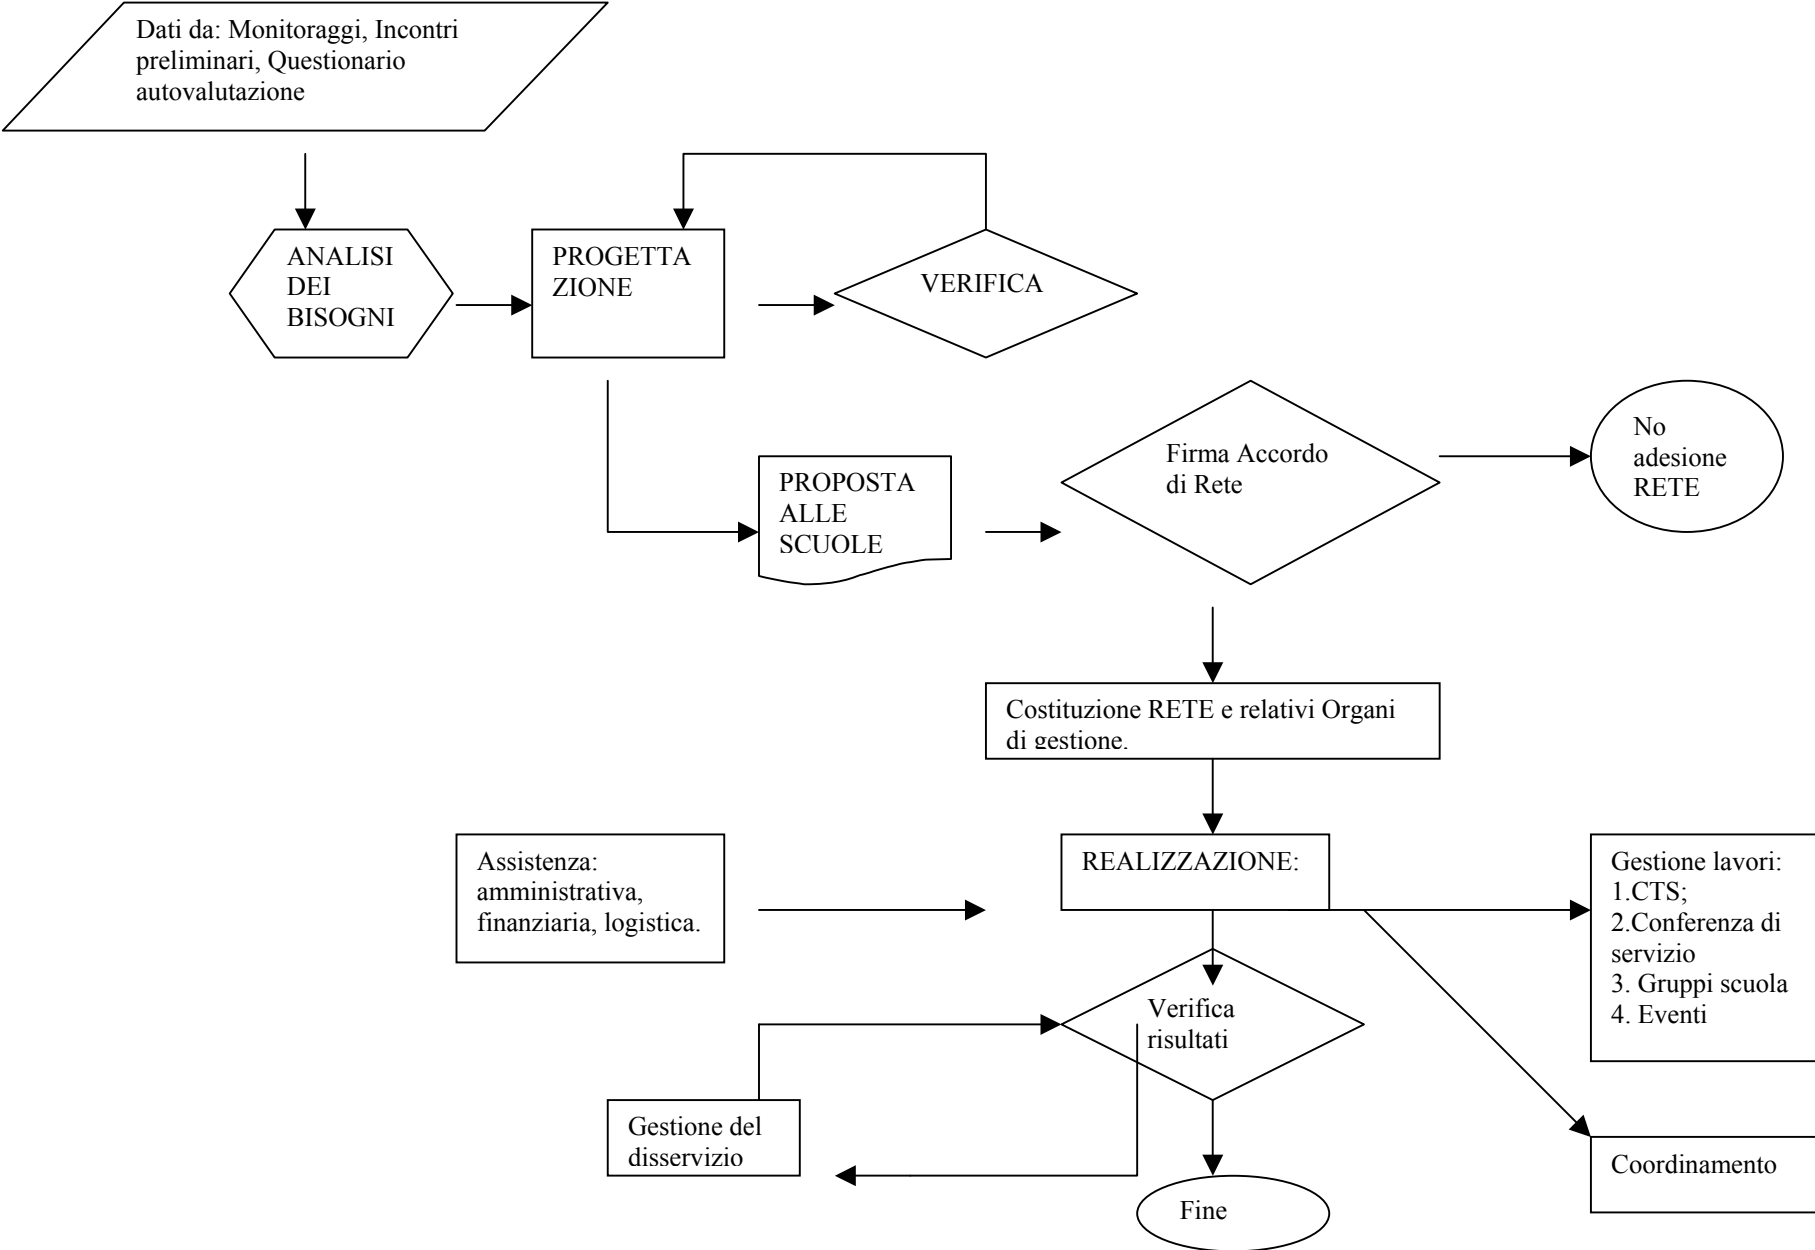 Dati da: Monitoraggi, Incontri
preliminari, Questionario
autovalutazione
ANALISI
DEI
BISOGNI
PROGETTA
ZIONE
VERIFICA
PROPOSTA
ALLE
SCUOLE
Firma Accordo
di Rete
No
adesione
RETE
Costituzione RETE e relativi Organi
di gestione.
Assistenza:
amministrativa,
finanziaria, logistica.
REALIZZAZIONE:
Gestione lavori:
1.CTS;
2.Conferenza di
servizio
3. Gruppi scuola
4. Eventi
Verifica
risultati
Gestione del
disservizio
Coordinamento
Fine